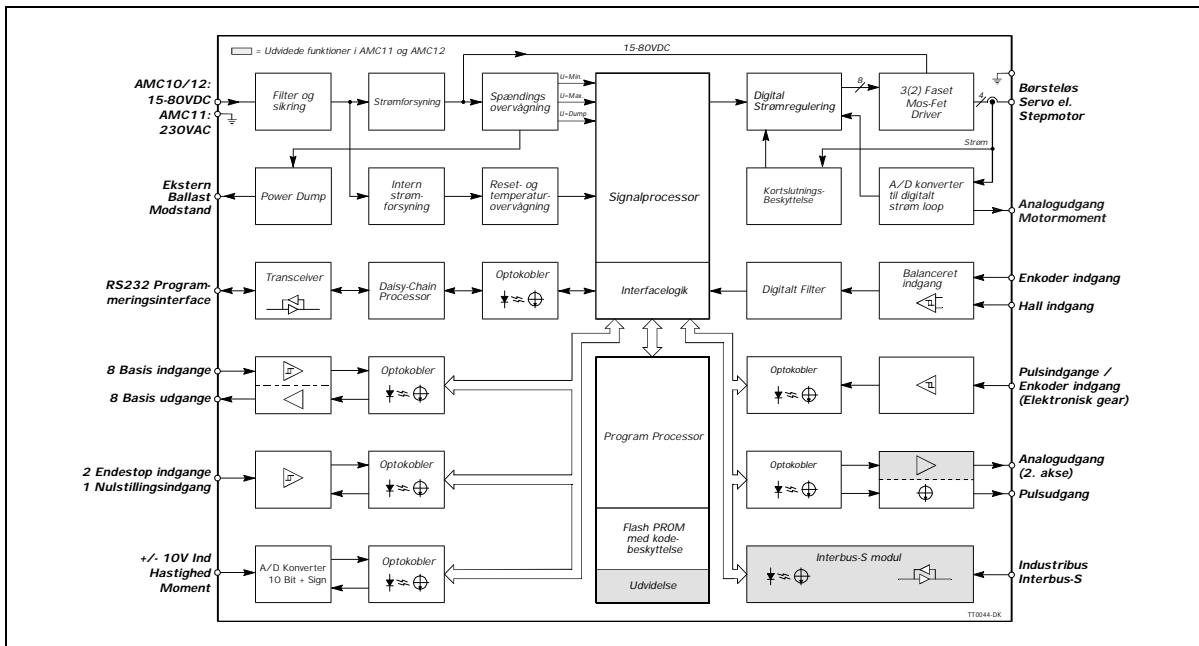 = Udvidede funktioner i AMC11 og AMC12
15-80VDC
AMC10/12:
15-80VDC
AMC11:
230VAC
Filter og
sikring
Strømforsyning
Spændings
overvågning
U=Min.
U=Max.
U=Dump
Signalprocessor
Digital
Strømregulering
8
3(2) Faset
Mos-Fet
Driver
4
Børsteløs
Servo el.
Stepmotor
Strøm
Ekstern
Ballast
Modstand
Power Dump
Intern
strøm-
forsyning
Reset- og
temperatur-
overvågning
Kortslutnings-
Beskyttelse
A/D konverter
til digitalt
strøm loop
Analogudgang
Motormoment
RS232 Program-
meringsinterface
Transceiver
Daisy-Chain
Processor
Optokobler
Interfacelogik
Digitalt Filter
Balanceret
indgang
Enkoder indgang
Hall indgang
8 Basis indgange
8 Basis udgange
Optokobler
Optokobler
Pulsindgange /
Enkoder indgang
(Elektronisk gear)
Program Processor
2 Endestop indgange
1 Nulstillingsindgang
Optokobler
Optokobler
Analogudgang
(2. akse)
Pulsudgang
Flash PROM
med kode-
beskyttelse
Udvidelse
+/- 10V Ind
Hastighed
Moment
A/D Konverter
10 Bit + Sign
Optokobler
Interbus-S modul
Industribus
Interbus-S
TT0044-DK